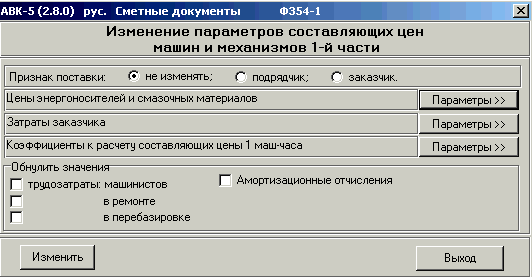 АВК-5 (2.8.0) рус. Сметные документы Ф354-1
Изменение параметров составляющих цен
машин и механизмов 1-й части
Признак поставки: не изменять; подрядчик; заказчик.
Цены энергоносителей и смазочных материалов Параметры >>
Затраты заказчика Параметры >>
Коэффициенты к расчету составляющих цены 1 маш-часа Параметры >>
Обнулить значения
трудозатраты: машинистов Амортизационные отчисления
в ремонте
в перебазировке
Изменить Выход